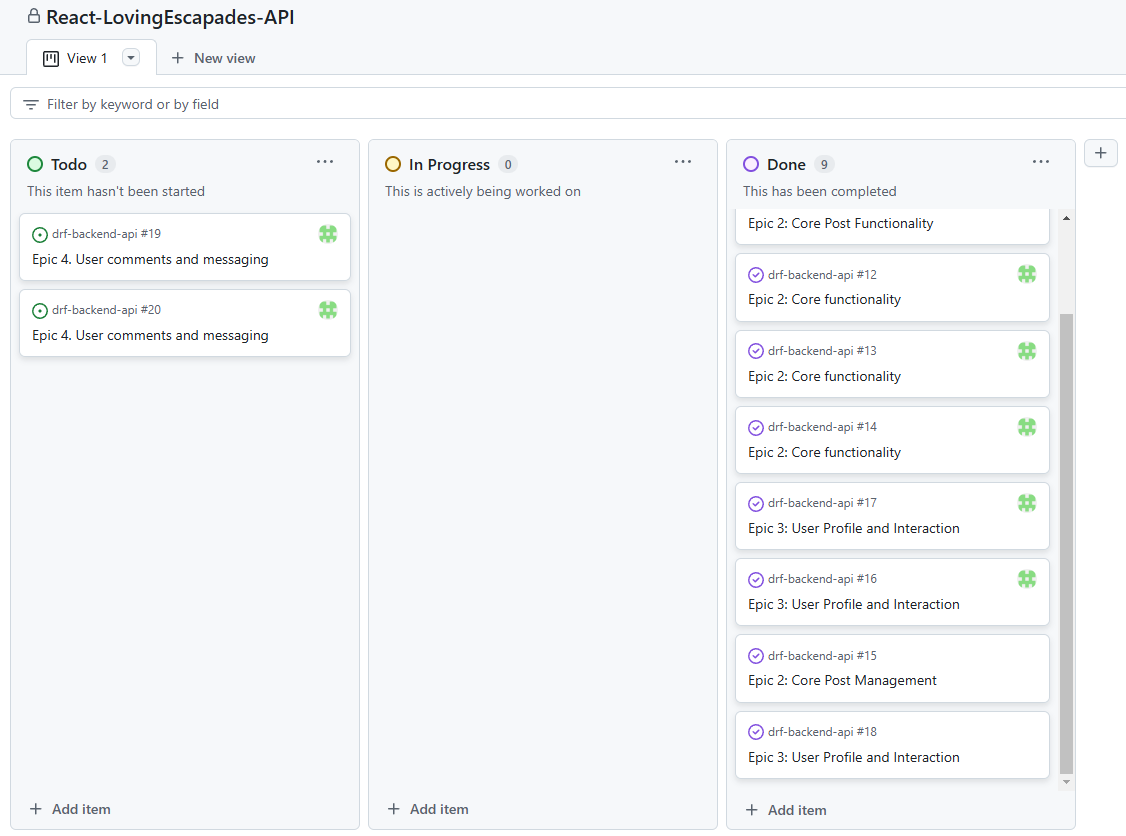 React-LovingEscapades-API
View 1
New view
Filter by keyword or by field
Todo 2
This item hasn't been started
drf-backend-api #19
Epic 4. User comments and messaging
drf-backend-api #20
Epic 4. User comments and messaging
Add item
In Progress 0
This is actively being worked on
Add item
Done 9
This has been completed
Epic 2: Core Post Functionality
drf-backend-api #12
Epic 2: Core functionality
drf-backend-api #13
Epic 2: Core functionality
drf-backend-api #14
Epic 2: Core functionality
drf-backend-api #17
Epic 3: User Profile and Interaction
drf-backend-api #16
Epic 3: User Profile and Interaction
drf-backend-api #15
Epic 2: Core Post Management
drf-backend-api #18
Epic 3: User Profile and Interaction
Add item